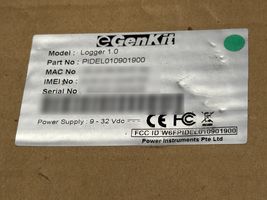 eGenKit
Model : Logger 1.0
Part No : PIDEL010901900
MAC No
IMEI No
Serial No
Power Supply : 9 - 32 Vdc
CE FC
FCC ID W6FPIDEL010901900
Power Instruments Pte Ltd